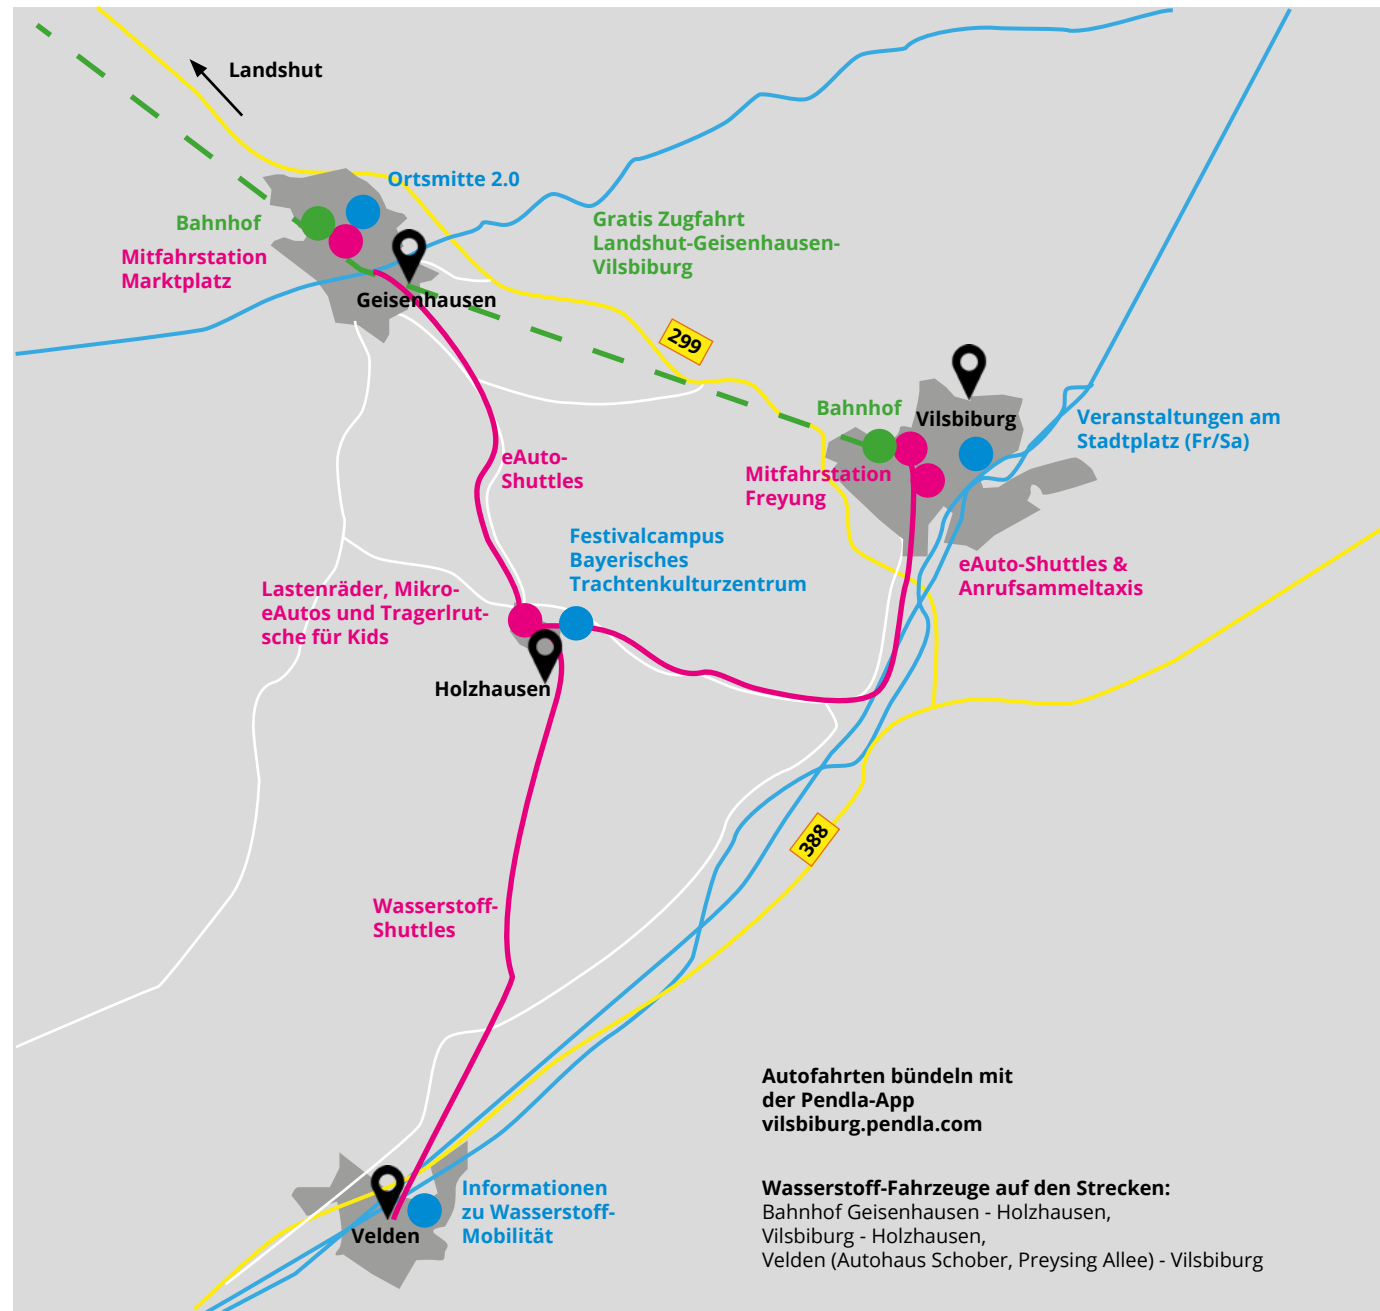 Landshut
Ortsmitte 2.0
Bahnhof
Mitfahrstation
Marktplatz
Gratis Zugfahrt
Landshut-Geisenhausen-
Vilsbiburg
Geisenhausen
299
Bahnhof
Vilsbiburg
Veranstaltungen am
Stadtplatz (Fr/Sa)
eAuto-
Shuttles
Mitfahrstation
Freyung
Festivalcampus
Bayerisches
Trachtenkulturzentrum
eAuto-Shuttles &
Anrufsammeltaxis
Lastenräder, Mikro-
eAutos und Tragerlrut-
sche für Kids
Holzhausen
388
Wasserstoff-
Shuttles
Autofahrten bündeln mit
der Pendla-App
vilsbiburg.pendla.com
Informationen
zu Wasserstoff-
Mobilität
Velden
Wasserstoff-Fahrzeuge auf den Strecken:
Bahnhof Geisenhausen - Holzhausen,
Vilsbiburg - Holzhausen,
Velden (Autohaus Schober, Preysing Allee) - Vilsbiburg